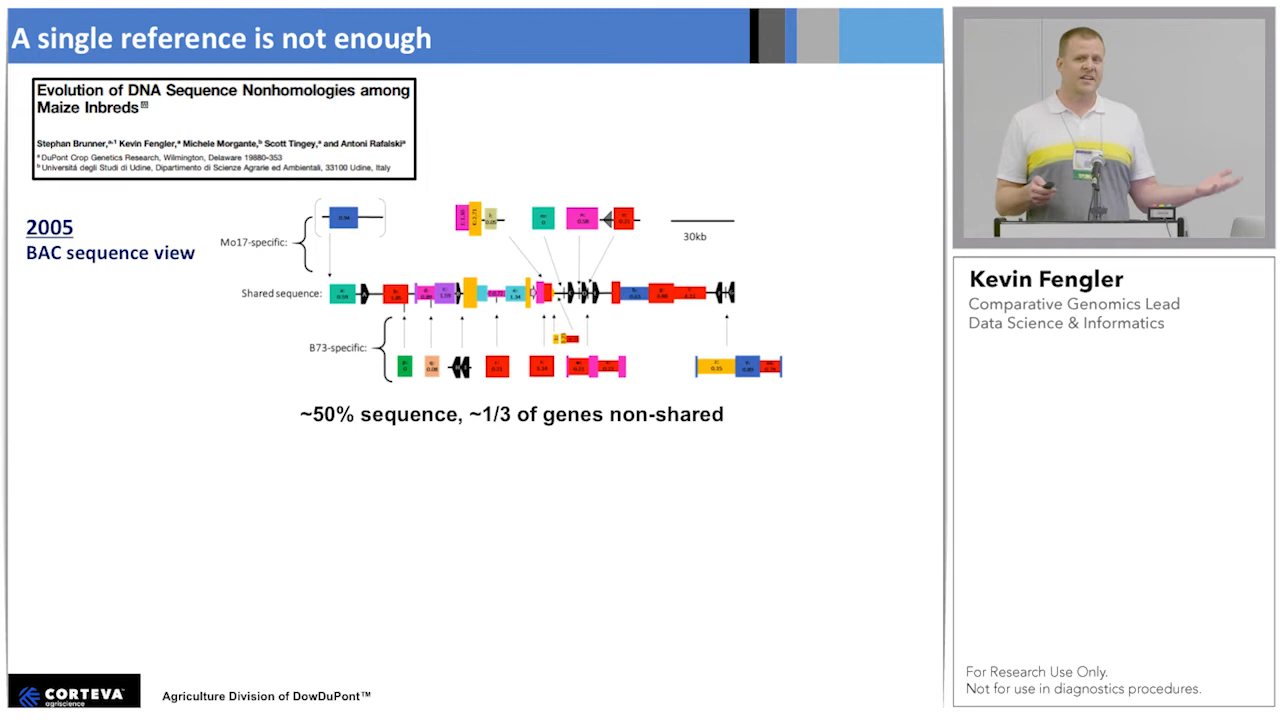 A single reference is not enough
Evolution of DNA Sequence Nonhomologies among
Maize Inbreds
Stephan Brunner,a,1 Kevin Fengler,a Michele Morgante,b Scott Tingey,a and Antoni Rafalskia
a DuPont Crop Genetics Research, Wilmington, Delaware 19880-353
b Universitá degli Studi di Udine, Dipartimento di Scienze Agrarie ed Ambientali, 33100 Udine, Italy
2005
BAC sequence view
Mo17-specific:
30kb
Shared sequence:
B73-specific:
~50% sequence, ~1/3 of genes non-shared
CORTEVA™
agriscience
Agriculture Division of DowDuPont™
Kevin Fengler
Comparative Genomics Lead
Data Science & Informatics
For Research Use Only.
Not for use in diagnostics procedures.